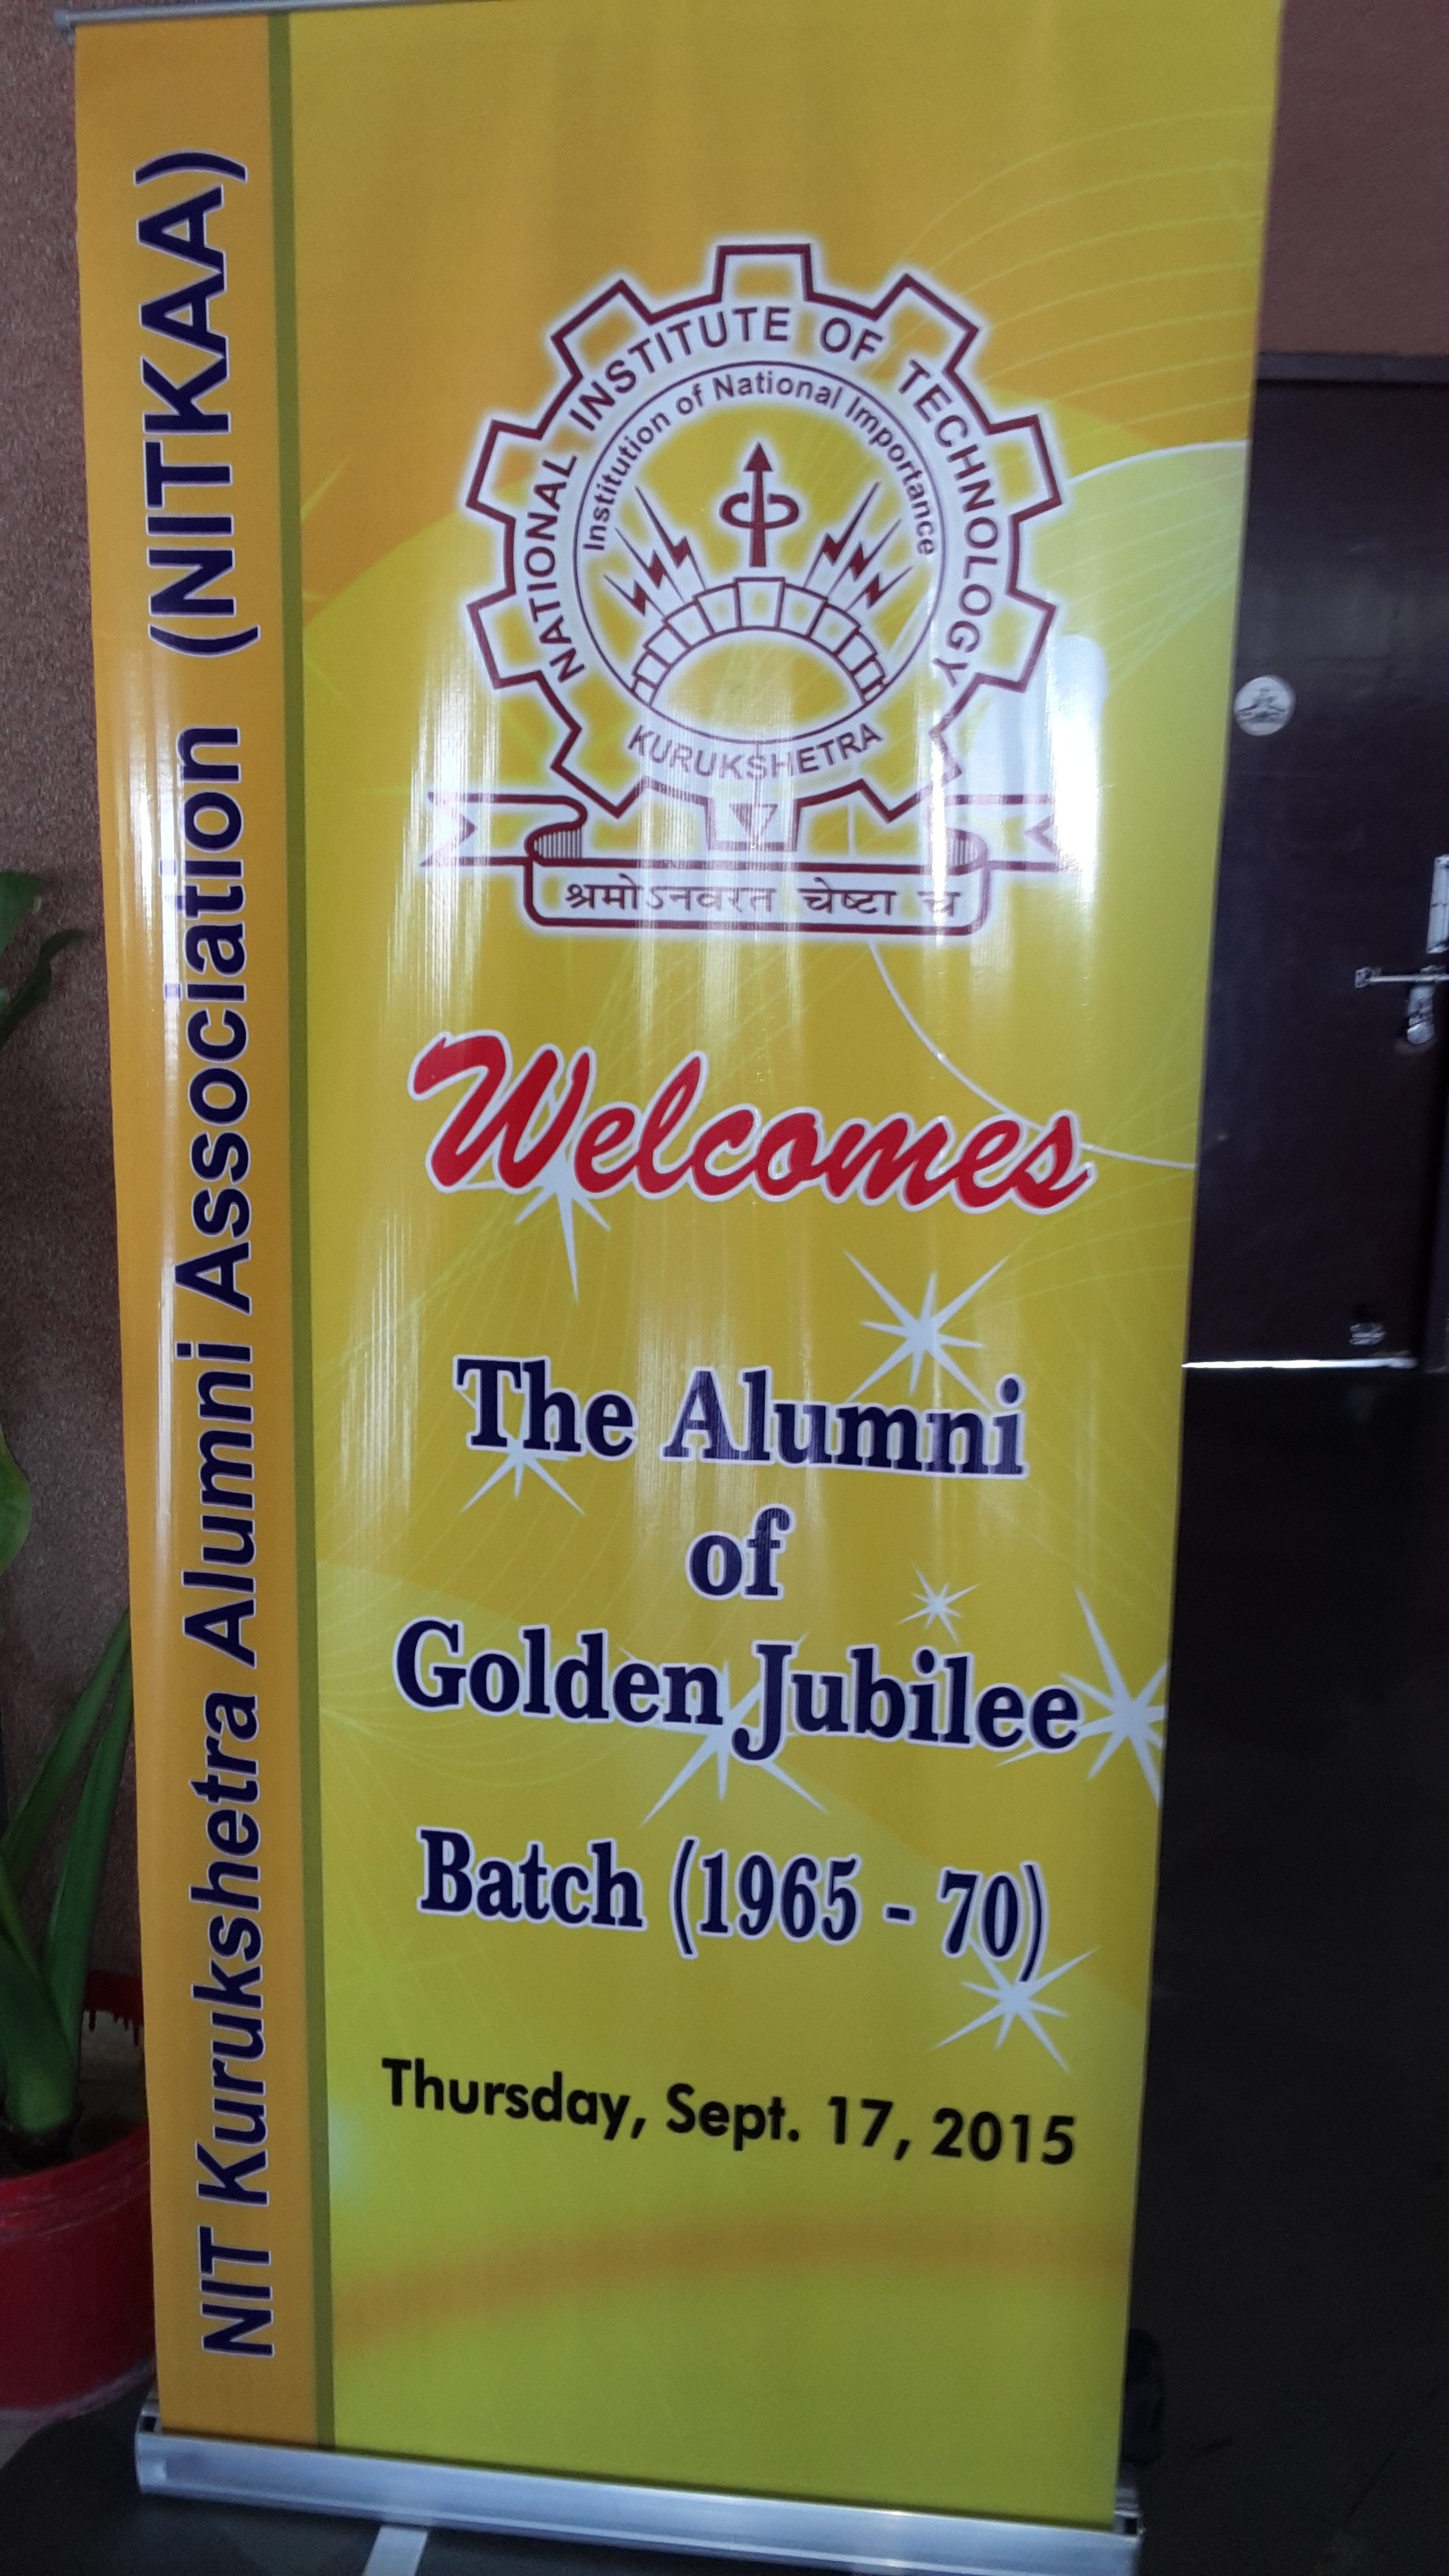 NIT Kurukshetra Alumni Association (NITKAA)
NATIONAL INSTITUTE OF TECHNOLOGY
Institution of National Importance
KURUKSHETRA
श्रमोऽनवरत चेष्टा च
Welcomes
The Alumni
of
Golden Jubilee
Batch (1965 - 70)
Thursday, Sept. 17, 2015